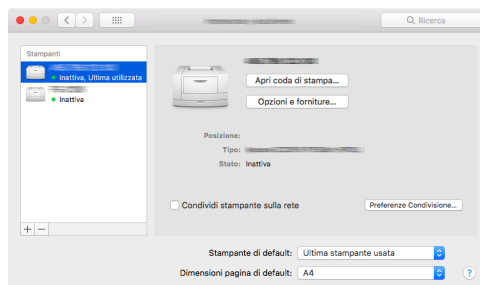 Ricerca
Stampanti
Inattiva, Ultima utilizzata
Inattiva
Apri coda di stampa...
Opzioni e forniture...
Posizione:
Tipo:
Stato: Inattiva
Condividi stampante sulla rete
Preferenze Condivisione...
+ −
Stampante di default: Ultima stampante usata
Dimensioni pagina di default: A4
?